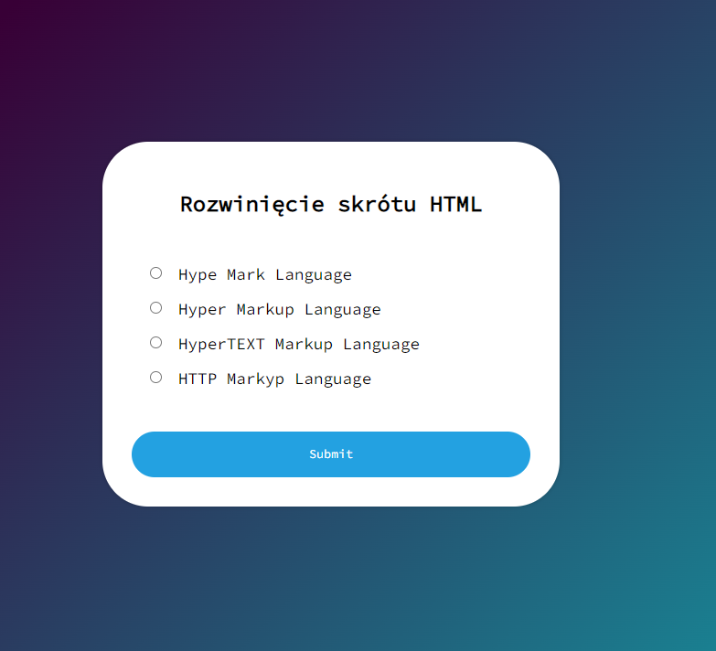 Rozwinięcie skrótu HTML
Hype Mark Language
Hyper Markup Language
HyperTEXT Markup Language
HTTP Markyp Language
Submit